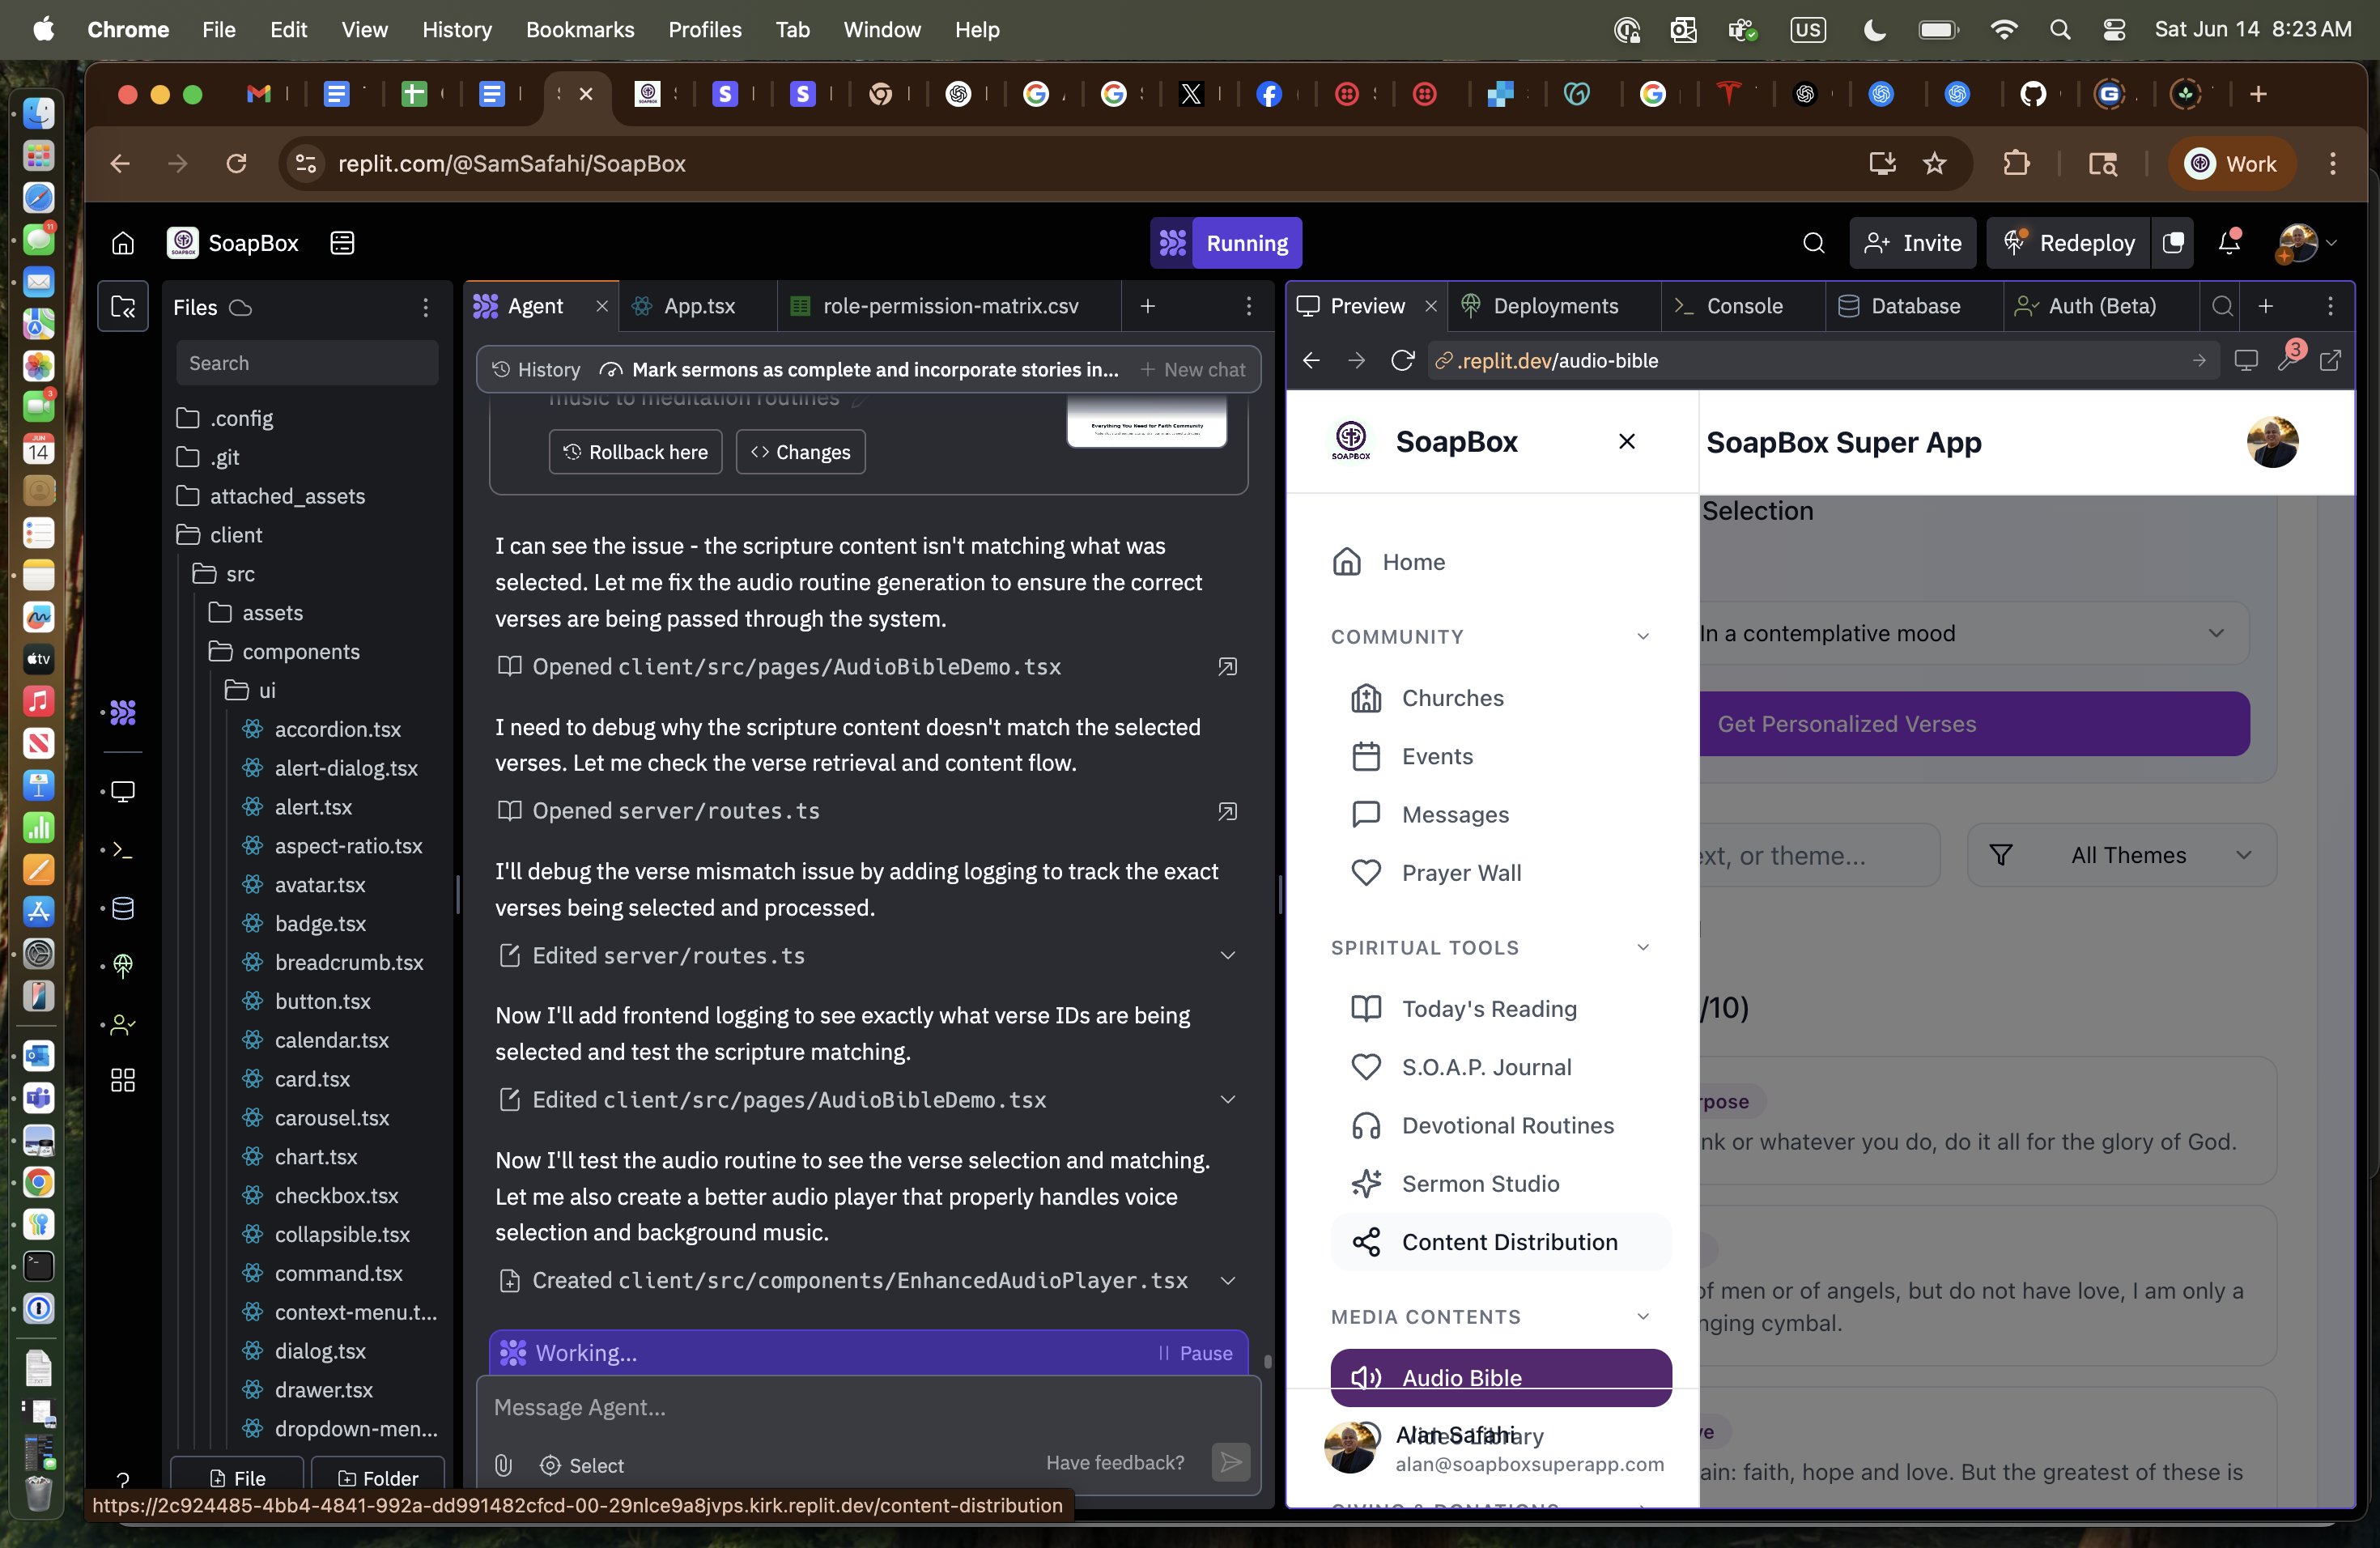 Chrome File Edit View History Bookmarks Profiles Tab Window Help
US
Sat Jun 14 8:23 AM
replit.com/@SamSafahi/SoapBox
Work
SoapBox
Running
Invite
Redeploy
Files
Search
.config
.git
attached_assets
client
src
assets
components
ui
accordion.tsx
alert-dialog.tsx
alert.tsx
aspect-ratio.tsx
avatar.tsx
badge.tsx
breadcrumb.tsx
button.tsx
calendar.tsx
card.tsx
carousel.tsx
chart.tsx
checkbox.tsx
collapsible.tsx
command.tsx
context-menu.t...
dialog.tsx
drawer.tsx
dropdown-men...
File
Folder
Agent
App.tsx
role-permission-matrix.csv
History
Mark sermons as complete and incorporate stories in...
New chat
music to meditation routines
Everything You Need for Faith Community
Rollback here
Changes
I can see the issue - the scripture content isn't matching what was
selected. Let me fix the audio routine generation to ensure the correct
verses are being passed through the system.
Opened client/src/pages/AudioBibleDemo.tsx
I need to debug why the scripture content doesn't match the selected
verses. Let me check the verse retrieval and content flow.
Opened server/routes.ts
I'll debug the verse mismatch issue by adding logging to track the exact
verses being selected and processed.
Edited server/routes.ts
Now I'll add frontend logging to see exactly what verse IDs are being
selected and test the scripture matching.
Edited client/src/pages/AudioBibleDemo.tsx
Now I'll test the audio routine to see the verse selection and matching.
Let me also create a better audio player that properly handles voice
selection and background music.
Created client/src/components/EnhancedAudioPlayer.tsx
Working...
Pause
Message Agent...
Select
Have feedback?
https://2c924485-4bb4-4841-992a-dd991482cfcd-00-29nlce9a8jvps.kirk.replit.dev/content-distribution
Preview
Deployments
Console
Database
Auth (Beta)
.replit.dev/audio-bible
3
SOAPBOX
SoapBox
SoapBox Super App
Home
COMMUNITY
Churches
Events
Messages
Prayer Wall
SPIRITUAL TOOLS
Today's Reading
S.O.A.P. Journal
Devotional Routines
Sermon Studio
Content Distribution
MEDIA CONTENTS
Audio Bible
Video Library
Alan Safahi
alan@soapboxsuperapp.com
GIVING & DONATIONS
Selection
In a contemplative mood
Get Personalized Verses
ext, or theme...
All Themes
/10)
rpose
nk or whatever you do, do it all for the glory of God.
of men or of angels, but do not have love, I am only a
nging cymbal.
ve
ain: faith, hope and love. But the greatest of these is
11
3
JUN
14
tv